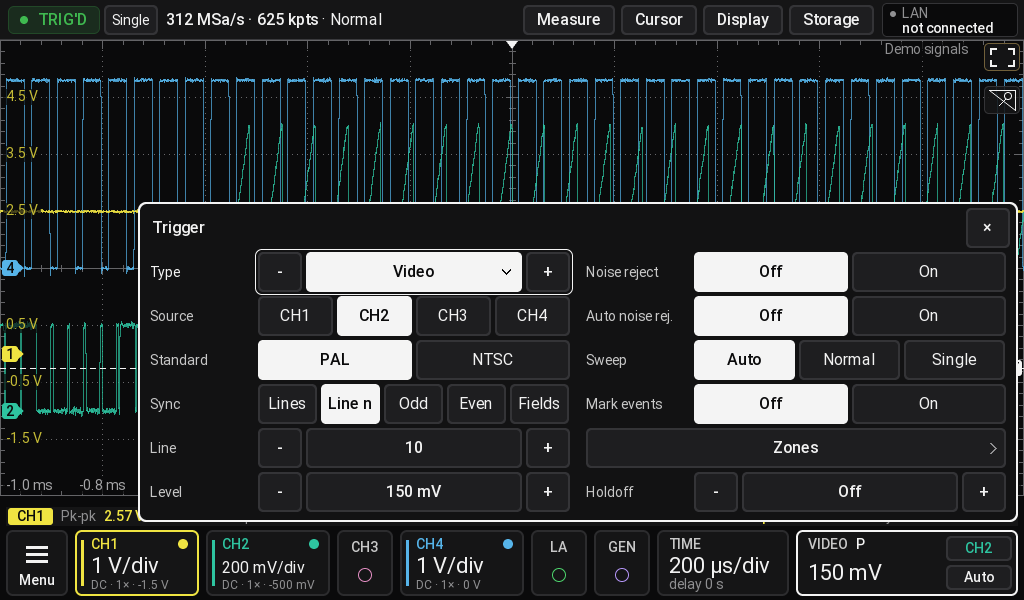 TRIG'D Single 312 MSa/s · 625 kpts · Normal Measure Cursor Display Storage LAN
not connected
Demo signals
4.5 V
3.5 V
2.5 V
4
0.5 V
1
-0.5 V
2
-1.5 V
-1.0 ms -0.8 ms
Trigger ×
Type - Video + Noise reject Off On
Source CH1 CH2 CH3 CH4 Auto noise rej. Off On
Standard PAL NTSC Sweep Auto Normal Single
Sync Lines Line n Odd Even Fields Mark events Off On
Line - 10 + Zones
Level - 150 mV + Holdoff - Off +
CH1 Pk-pk 2.57
Menu
CH1
1 V/div
DC · 1× · -1.5 V
CH2
200 mV/div
DC · 1× · -500 mV
CH3
CH4
1 V/div
DC · 1× · 0 V
LA
GEN
TIME
200 µs/div
delay 0 s
VIDEO P
150 mV
CH2
Auto